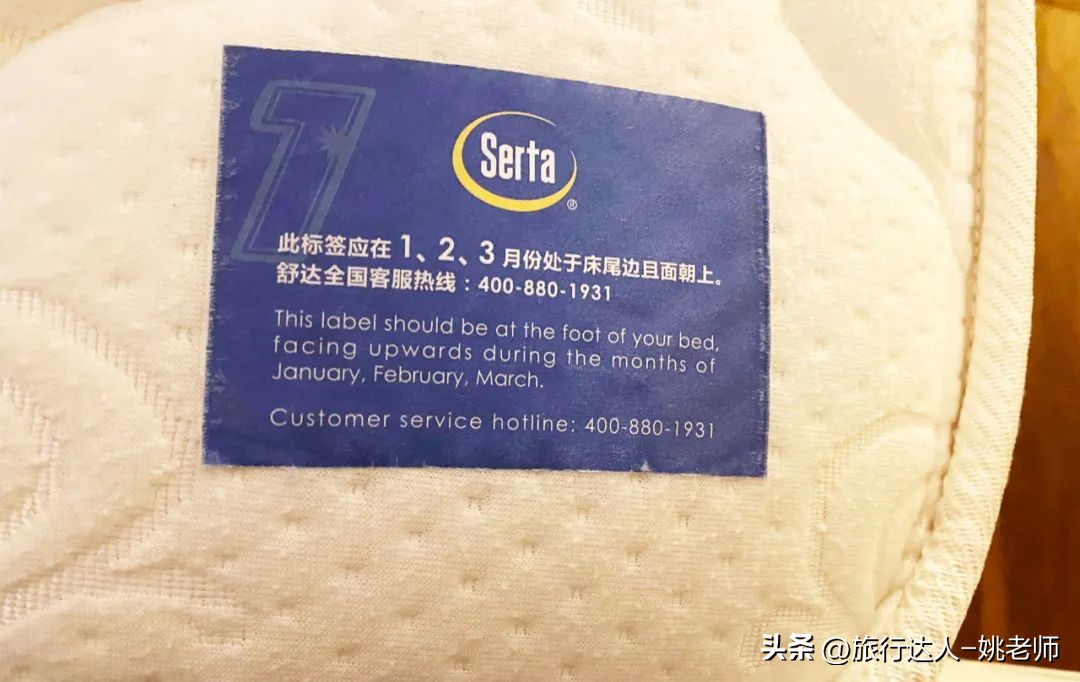 1
Serta
®
此标签应在 1、2、3 月份处于床尾边且面朝上。
舒达全国客服热线：400-880-1931
This label should be at the foot of your bed,
facing upwards during the months of
January, February, March.
Customer service hotline: 400-880-1931
头条 @旅行达人-姚老师